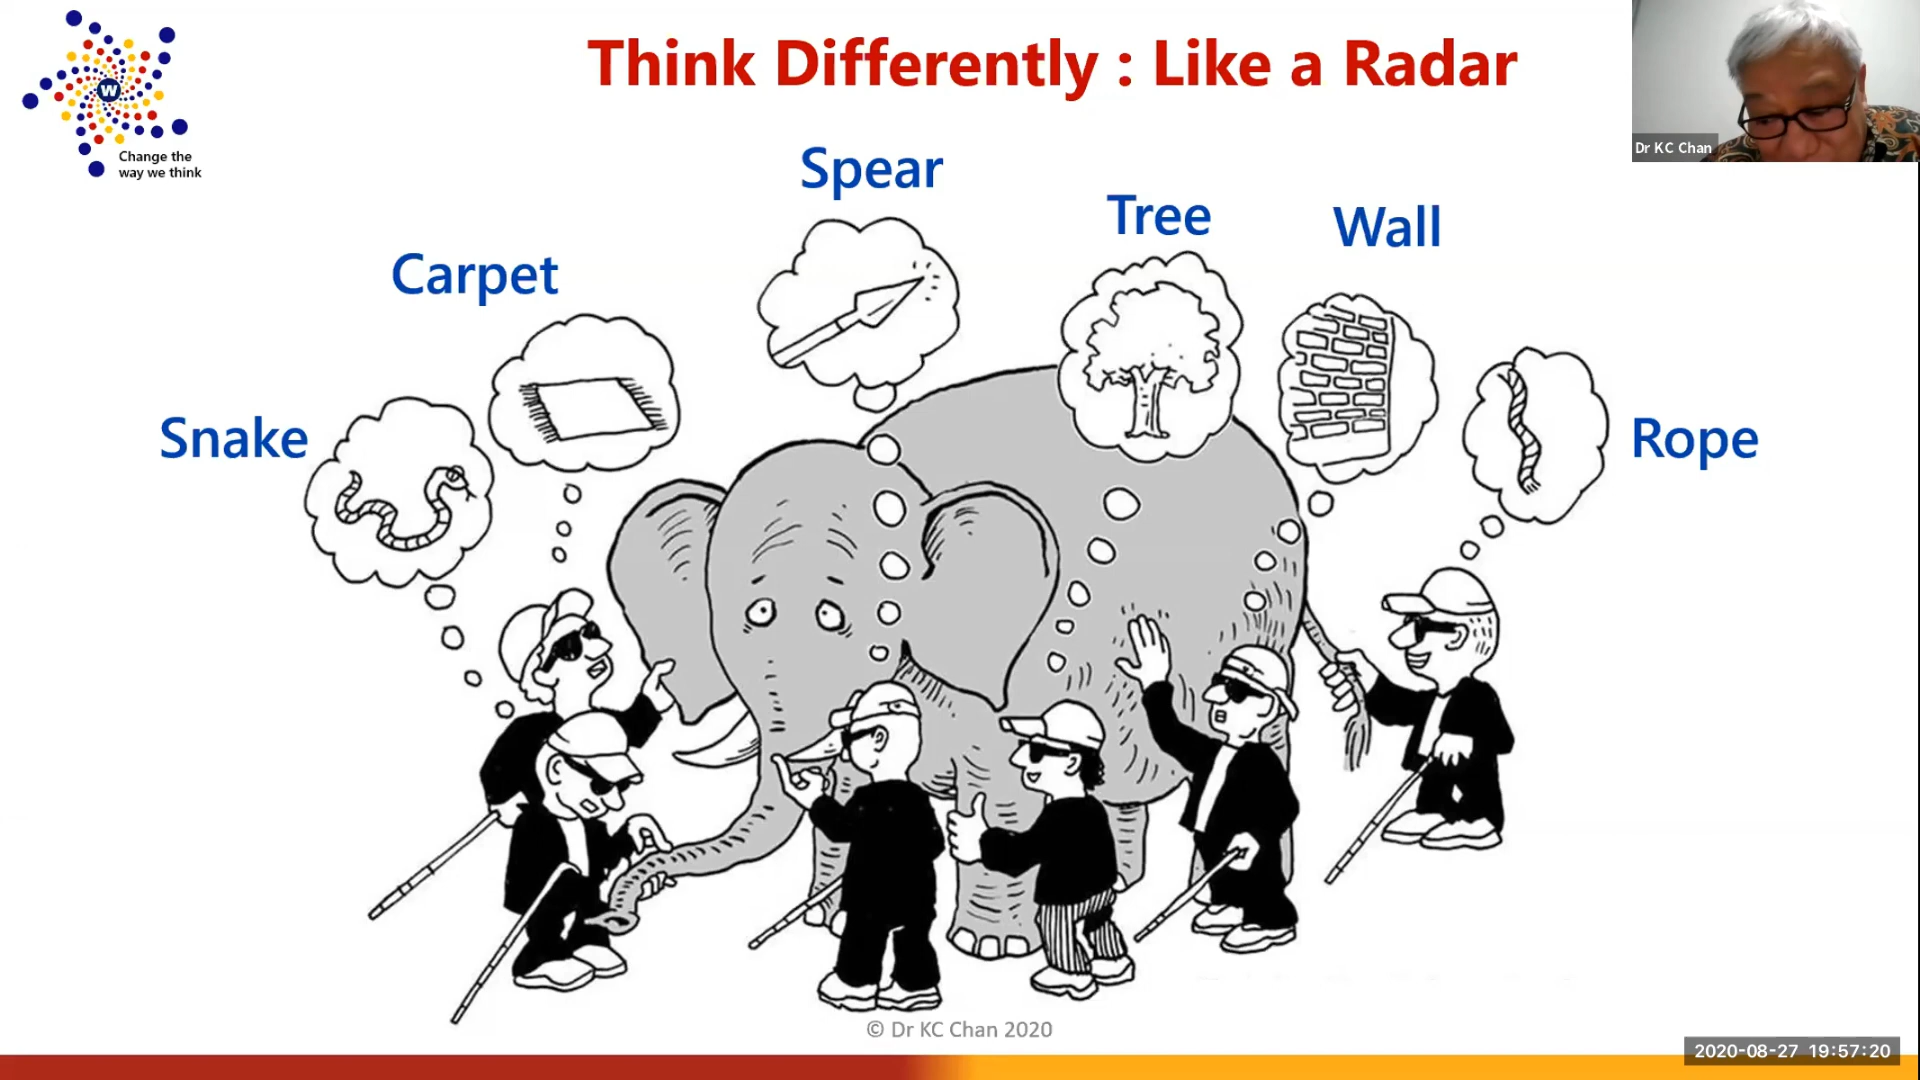 Think Differently : Like a Radar
W
Change the
way we think
Dr KC Chan
Spear
Tree
Wall
Carpet
Snake
Rope
© Dr KC Chan 2020
2020-08-27 19:57:20